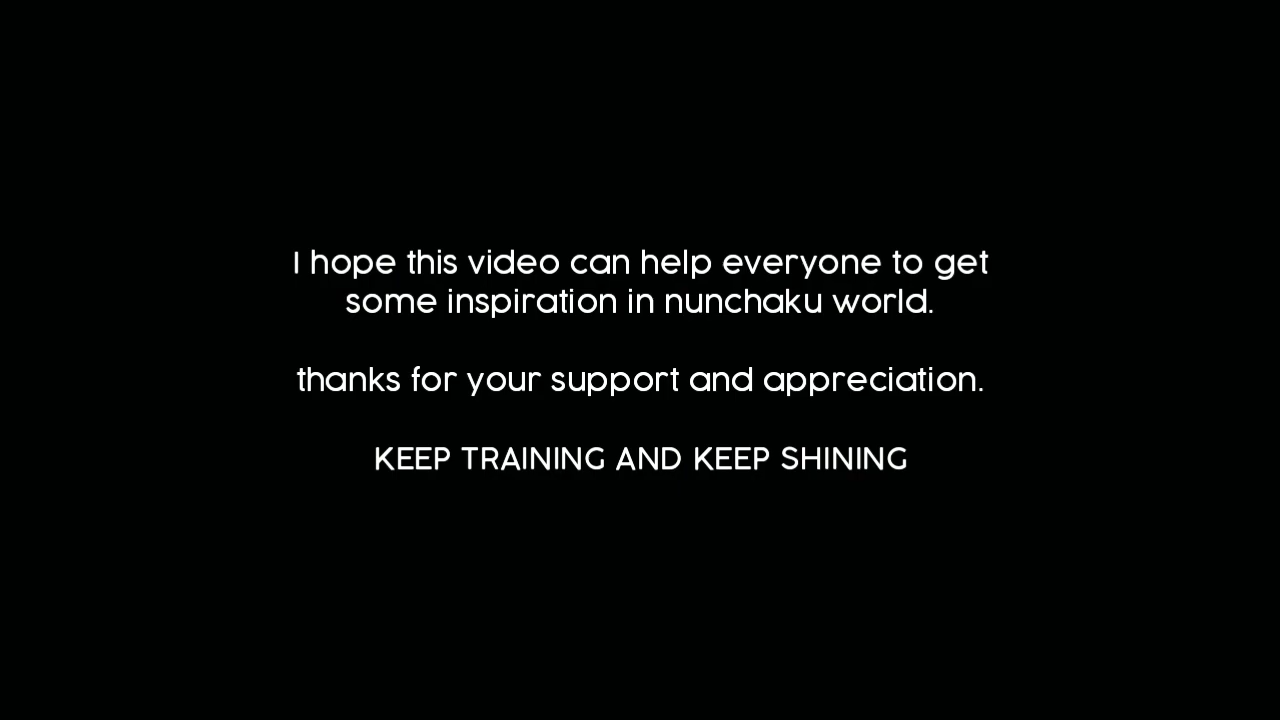 I hope this video can help everyone to get
some inspiration in nunchaku world.
thanks for your support and appreciation.
KEEP TRAINING AND KEEP SHINING